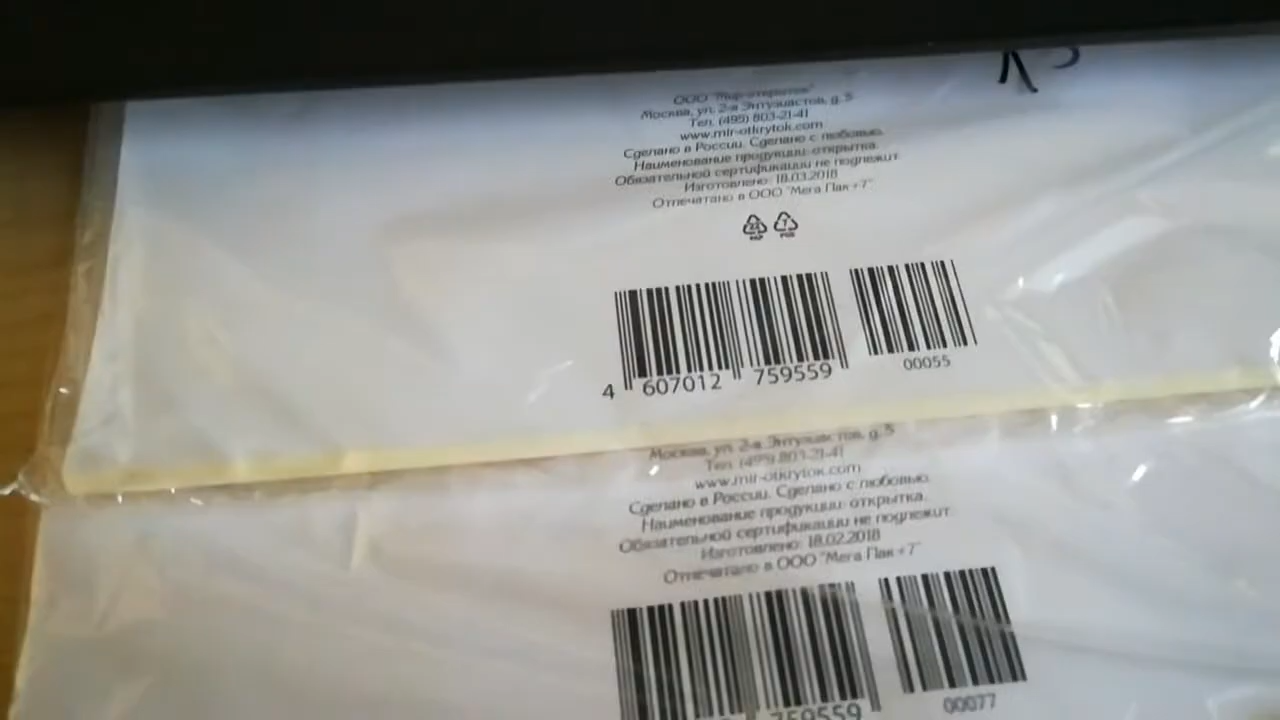 ООО "Мир открыток"
Москва, ул. 2-я Энтузиастов, д. 5
Тел. (495) 803-21-41
www.mir-otkrytok.com
Сделано в России. Сделано с любовью.
Наименование продукции: открытка.
Обязательной сертификации не подлежит
Изготовлено: 18.03.2018
Отпечатано в ООО "Мега Пак+7"
4 607012 759559
00055
Москва, ул. 2-я Энтузиастов, д. 5
Тел. (495) 803-21-41
www.mir-otkrytok.com
Сделано в России. Сделано с любовью.
Наименование продукции: открытка.
Обязательной сертификации не подлежит
Изготовлено: 18.02.2018
Отпечатано в ООО "Мега Пак+7"
759559
00077